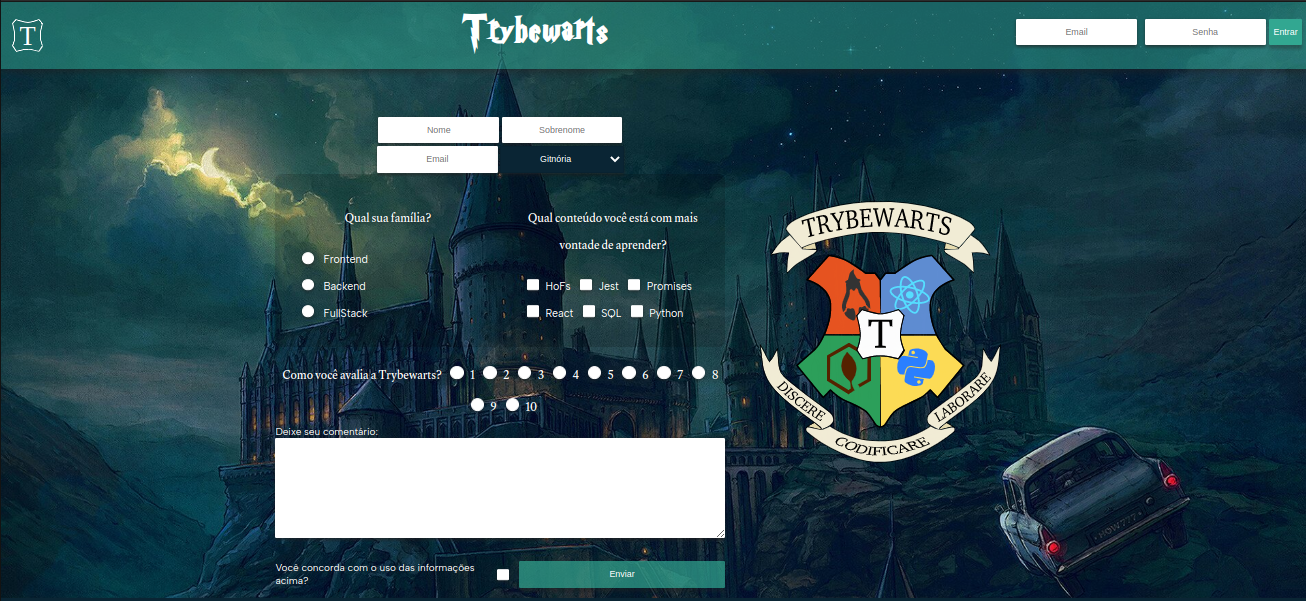 T
Trybewarts
Email Senha Entrar
Nome Sobrenome
Email Gitnória
Qual sua família?
Frontend
Backend
FullStack
Qual conteúdo você está com mais
vontade de aprender?
HoFs Jest Promises
React SQL Python
Como você avalia a Trybewarts? 1 2 3 4 5 6 7 8
9 10
Deixe seu comentário:
Você concorda com o uso das informações
acima?
Enviar
TRYBEWARTS
T
DISCERE
CODIFICARE
LABORARE